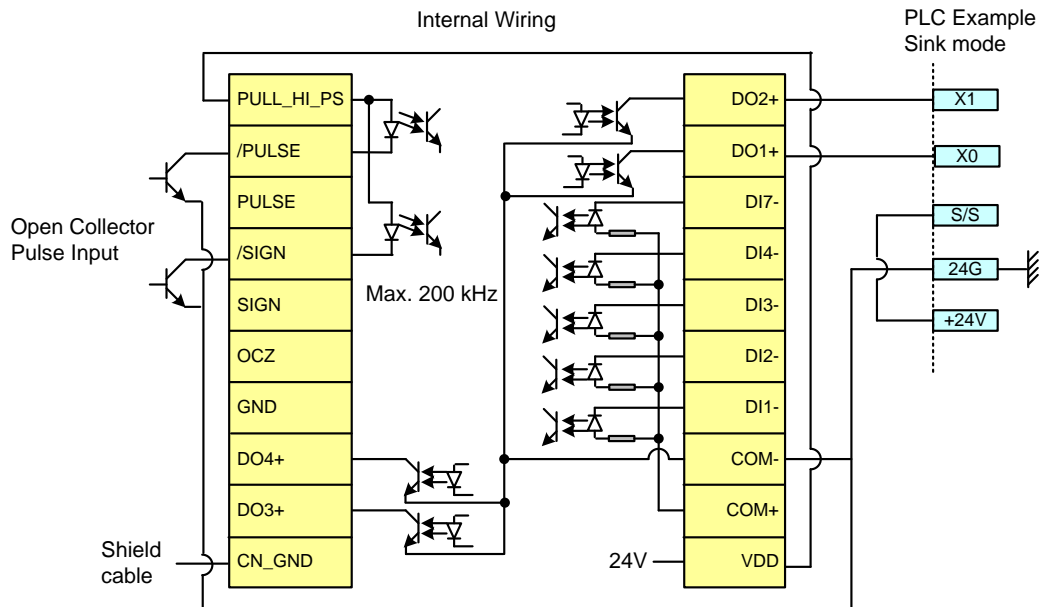 Internal Wiring
PLC Example
Sink mode
PULL_HI_PS
/PULSE
PULSE
/SIGN
SIGN
OCZ
GND
DO4+
DO3+
CN_GND
Open Collector
Pulse Input
Shield
cable
Max. 200 kHz
24V
DO2+
DO1+
DI7-
DI4-
DI3-
DI2-
DI1-
COM-
COM+
VDD
X1
X0
S/S
24G
+24V